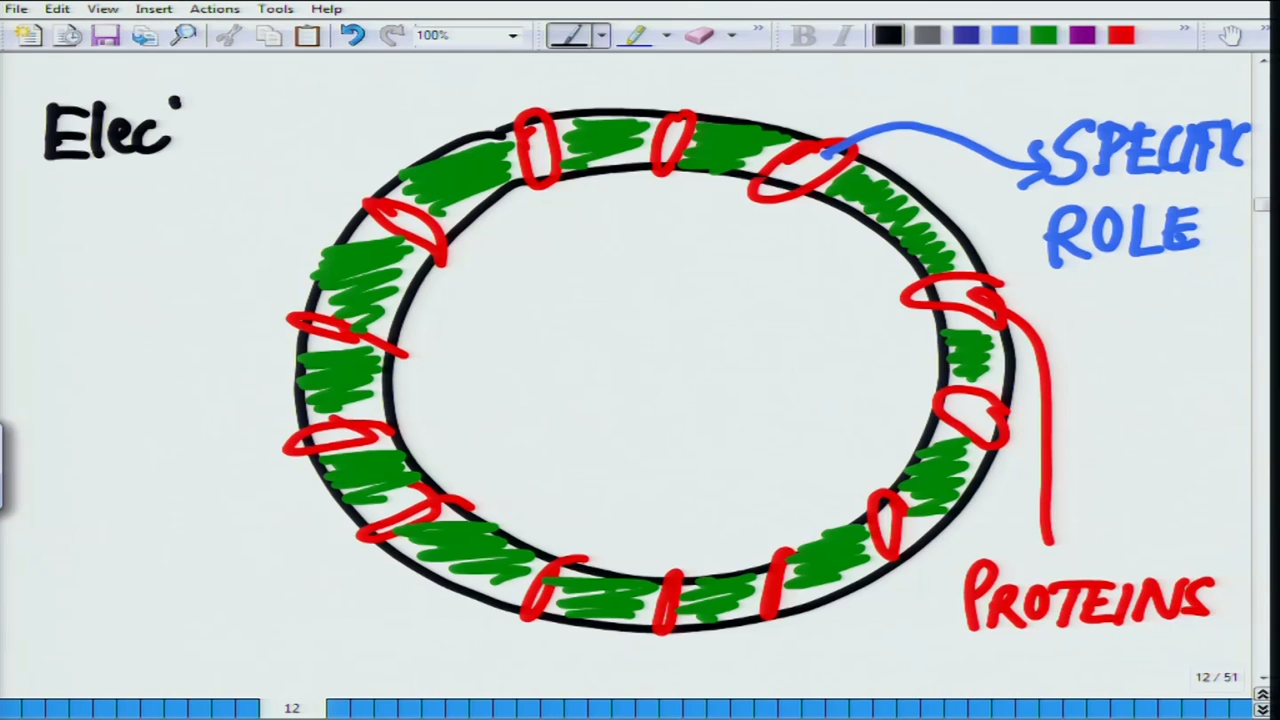 File Edit View Insert Actions Tools Help
100%
Elec
SPECIFIC
ROLE
PROTEINS
12 / 51
12